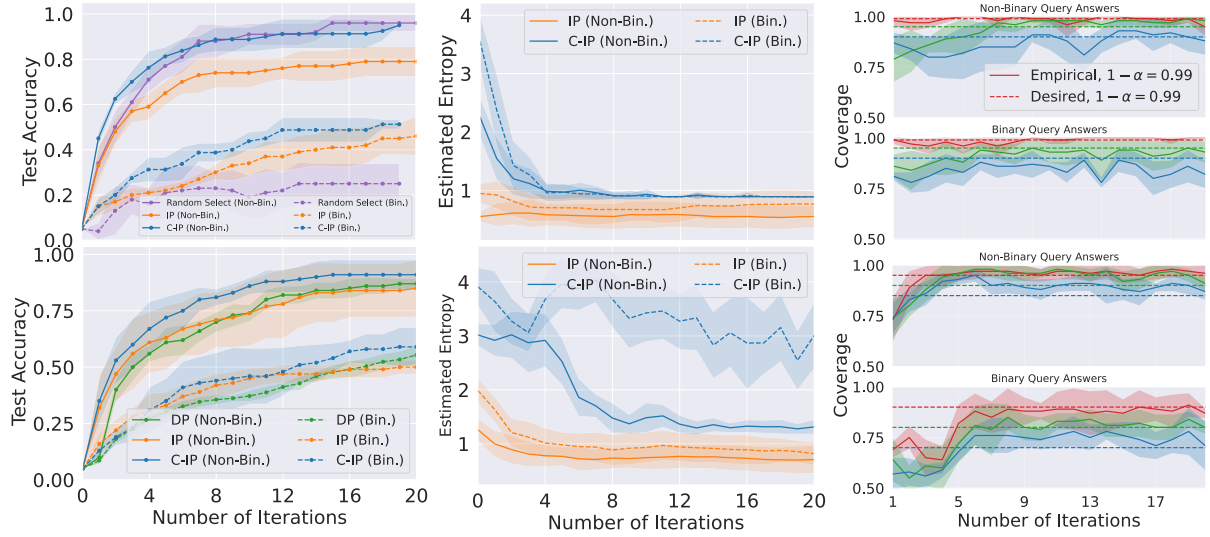 Test Accuracy
1.0
0.8
0.6
0.4
0.2
0.0
Random Select (Non-Bin.)
IP (Non-Bin.)
C-IP (Non-Bin.)
Random Select (Bin.)
IP (Bin.)
C-IP (Bin.)
Estimated Entropy
4
3
2
1
IP (Non-Bin.)
C-IP (Non-Bin.)
IP (Bin.)
C-IP (Bin.)
Coverage
Non-Binary Query Answers
1.00
0.75
0.50
Empirical, 1 − α = 0.99
Desired, 1 − α = 0.99
Binary Query Answers
1.00
0.75
0.50
Test Accuracy
1.00
0.75
0.50
0.25
0.00
DP (Non-Bin.)
IP (Non-Bin.)
C-IP (Non-Bin.)
DP (Bin.)
IP (Bin.)
C-IP (Bin.)
0 4 8 12 16 20
Number of Iterations
Estimated Entropy
4
3
2
1
IP (Non-Bin.)
C-IP (Non-Bin.)
IP (Bin.)
C-IP (Bin.)
0 4 8 12 16 20
Number of Iterations
Coverage
Non-Binary Query Answers
1.00
0.75
0.50
Binary Query Answers
1.00
0.75
0.50
1 5 9 13 17
Number of Iterations